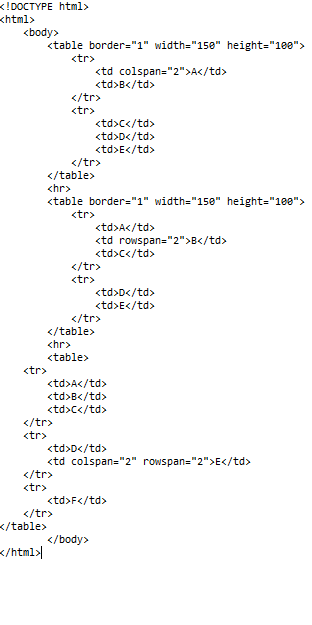 <!DOCTYPE html>
<html>
    <body>
        <table border="1" width="150" height="100">
            <tr>
                <td colspan="2">A</td>
                <td>B</td>
            </tr>
            <tr>
                <td>C</td>
                <td>D</td>
                <td>E</td>
            </tr>
        </table>
        <hr>
        <table border="1" width="150" height="100">
            <tr>
                <td>A</td>
                <td rowspan="2">B</td>
                <td>C</td>
            </tr>
            <tr>
                <td>D</td>
                <td>E</td>
            </tr>
        </table>
        <hr>
        <table>
    <tr>
        <td>A</td>
        <td>B</td>
        <td>C</td>
    </tr>
    <tr>
        <td>D</td>
        <td colspan="2" rowspan="2">E</td>
    </tr>
    <tr>
        <td>F</td>
    </tr>
</table>
        </body>
</html>